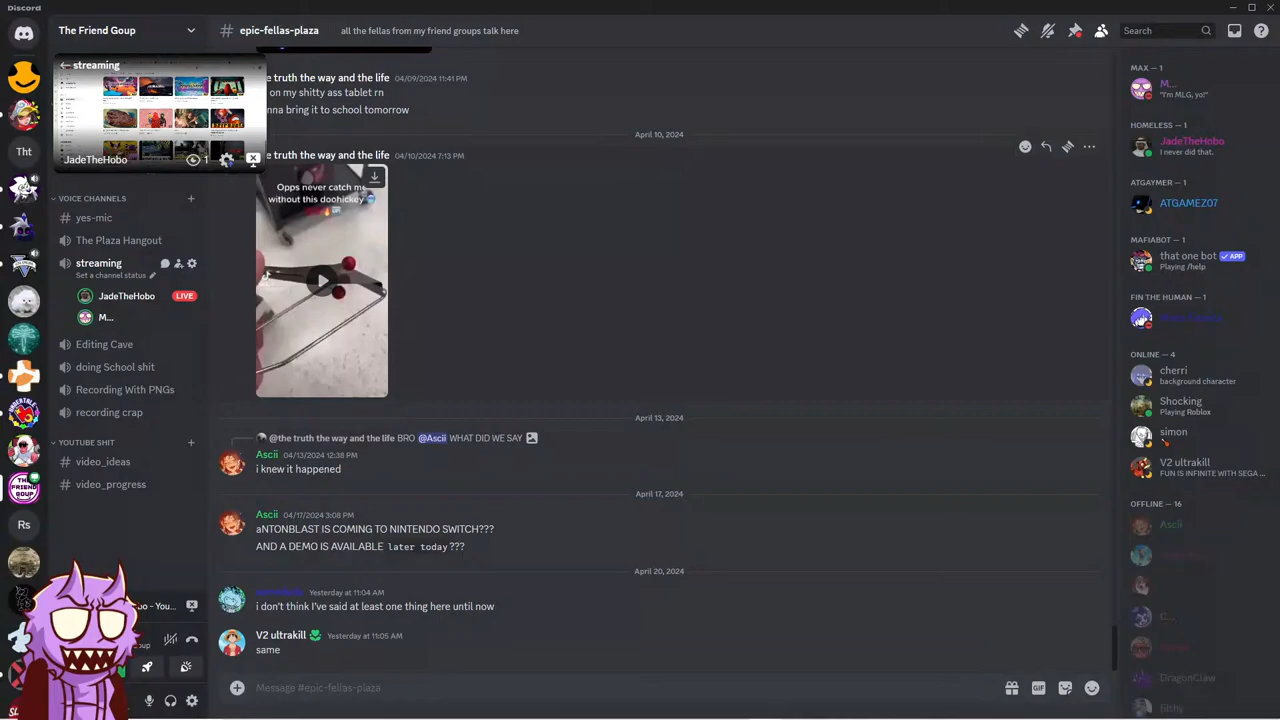 Discord
The Friend Goup
epic-fellas-plaza
all the fellas from my friend groups talk here
Search
streaming
JadeTheHobo
1
Tht
VOICE CHANNELS
yes-mic
The Plaza Hangout
streaming
Set a channel status
JadeTheHobo
LIVE
M...
Editing Cave
doing School shit
Recording With PNGs
recording crap
YOUTUBE SHIT
video_ideas
video_progress
THE FRIEND GOUP
Rs
bo - You...
oup
e truth the way and the life 04/09/2024 11:41 PM
on my shitty ass tablet rn
nna bring it to school tomorrow
April 10, 2024
e truth the way and the life 04/10/2024 7:13 PM
Opps never catch me
without this doohickey
April 13, 2024
@the truth the way and the life BRO @Ascii WHAT DID WE SAY
Ascii 04/13/2024 12:38 PM
i knew it happened
April 17, 2024
Ascii 04/17/2024 3:08 PM
aNTONBLAST IS COMING TO NINTENDO SWITCH???
AND A DEMO IS AVAILABLE later today???
April 20, 2024
Yesterday at 11:04 AM
i don't think I've said at least one thing here until now
V2 ultrakill Yesterday at 11:05 AM
same
Message #epic-fellas-plaza
GIF
MAX — 1
M...
"I'm MLG, yo!"
HOMELESS — 1
JadeTheHobo
I never did that.
ATGAYMER — 1
ATGAMEZ07
MAFIABOT — 1
that one bot APP
Playing /help
FIN THE HUMAN — 1
ONLINE — 4
cherri
background character
Shocking
Playing Roblox
simon
V2 ultrakill
FUN IS INFINITE WITH SEGA ...
OFFLINE — 16
Ascii
C...
DragonClaw
filthy